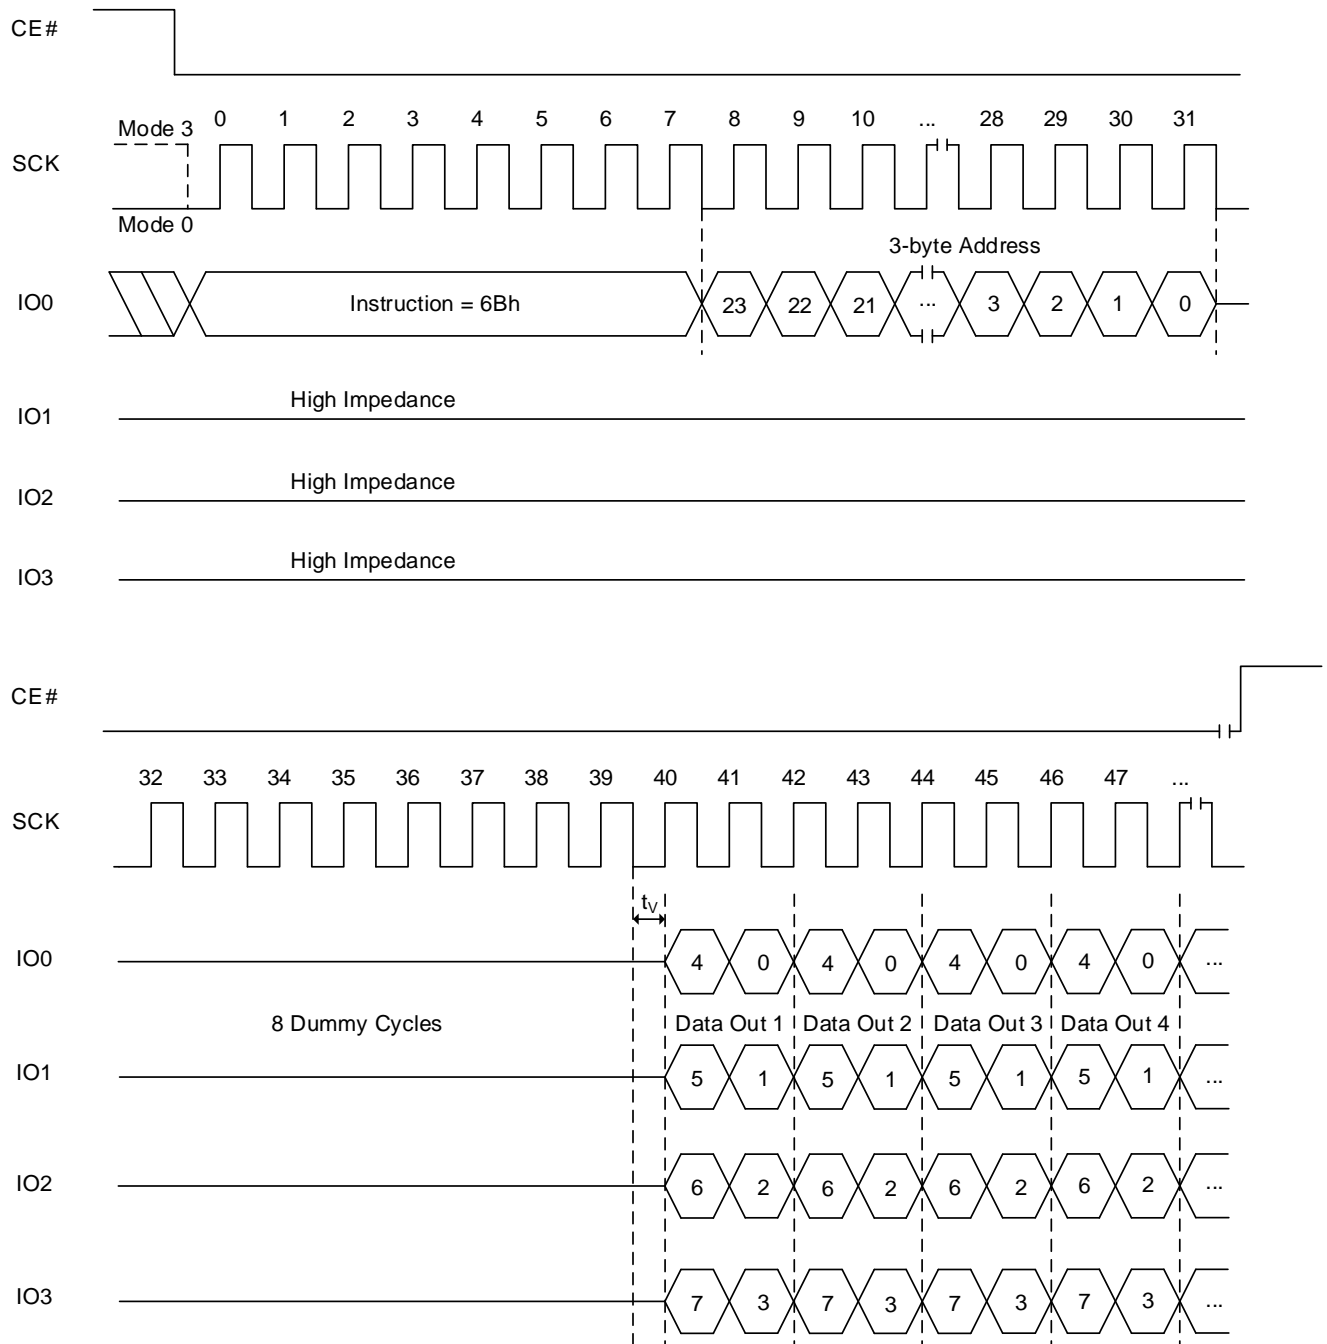 CE#
Mode 3 0 1 2 3 4 5 6 7 8 9 10 ... 28 29 30 31
SCK
Mode 0
3-byte Address
IO0 Instruction = 6Bh 23 22 21 ... 3 2 1 0
High Impedance
IO1
High Impedance
IO2
High Impedance
IO3
CE#
32 33 34 35 36 37 38 39 40 41 42 43 44 45 46 47 ...
SCK
tV
IO0 4 0 4 0 4 0 4 0 ...
8 Dummy Cycles Data Out 1 Data Out 2 Data Out 3 Data Out 4
IO1 5 1 5 1 5 1 5 1 ...
IO2 6 2 6 2 6 2 6 2 ...
IO3 7 3 7 3 7 3 7 3 ...